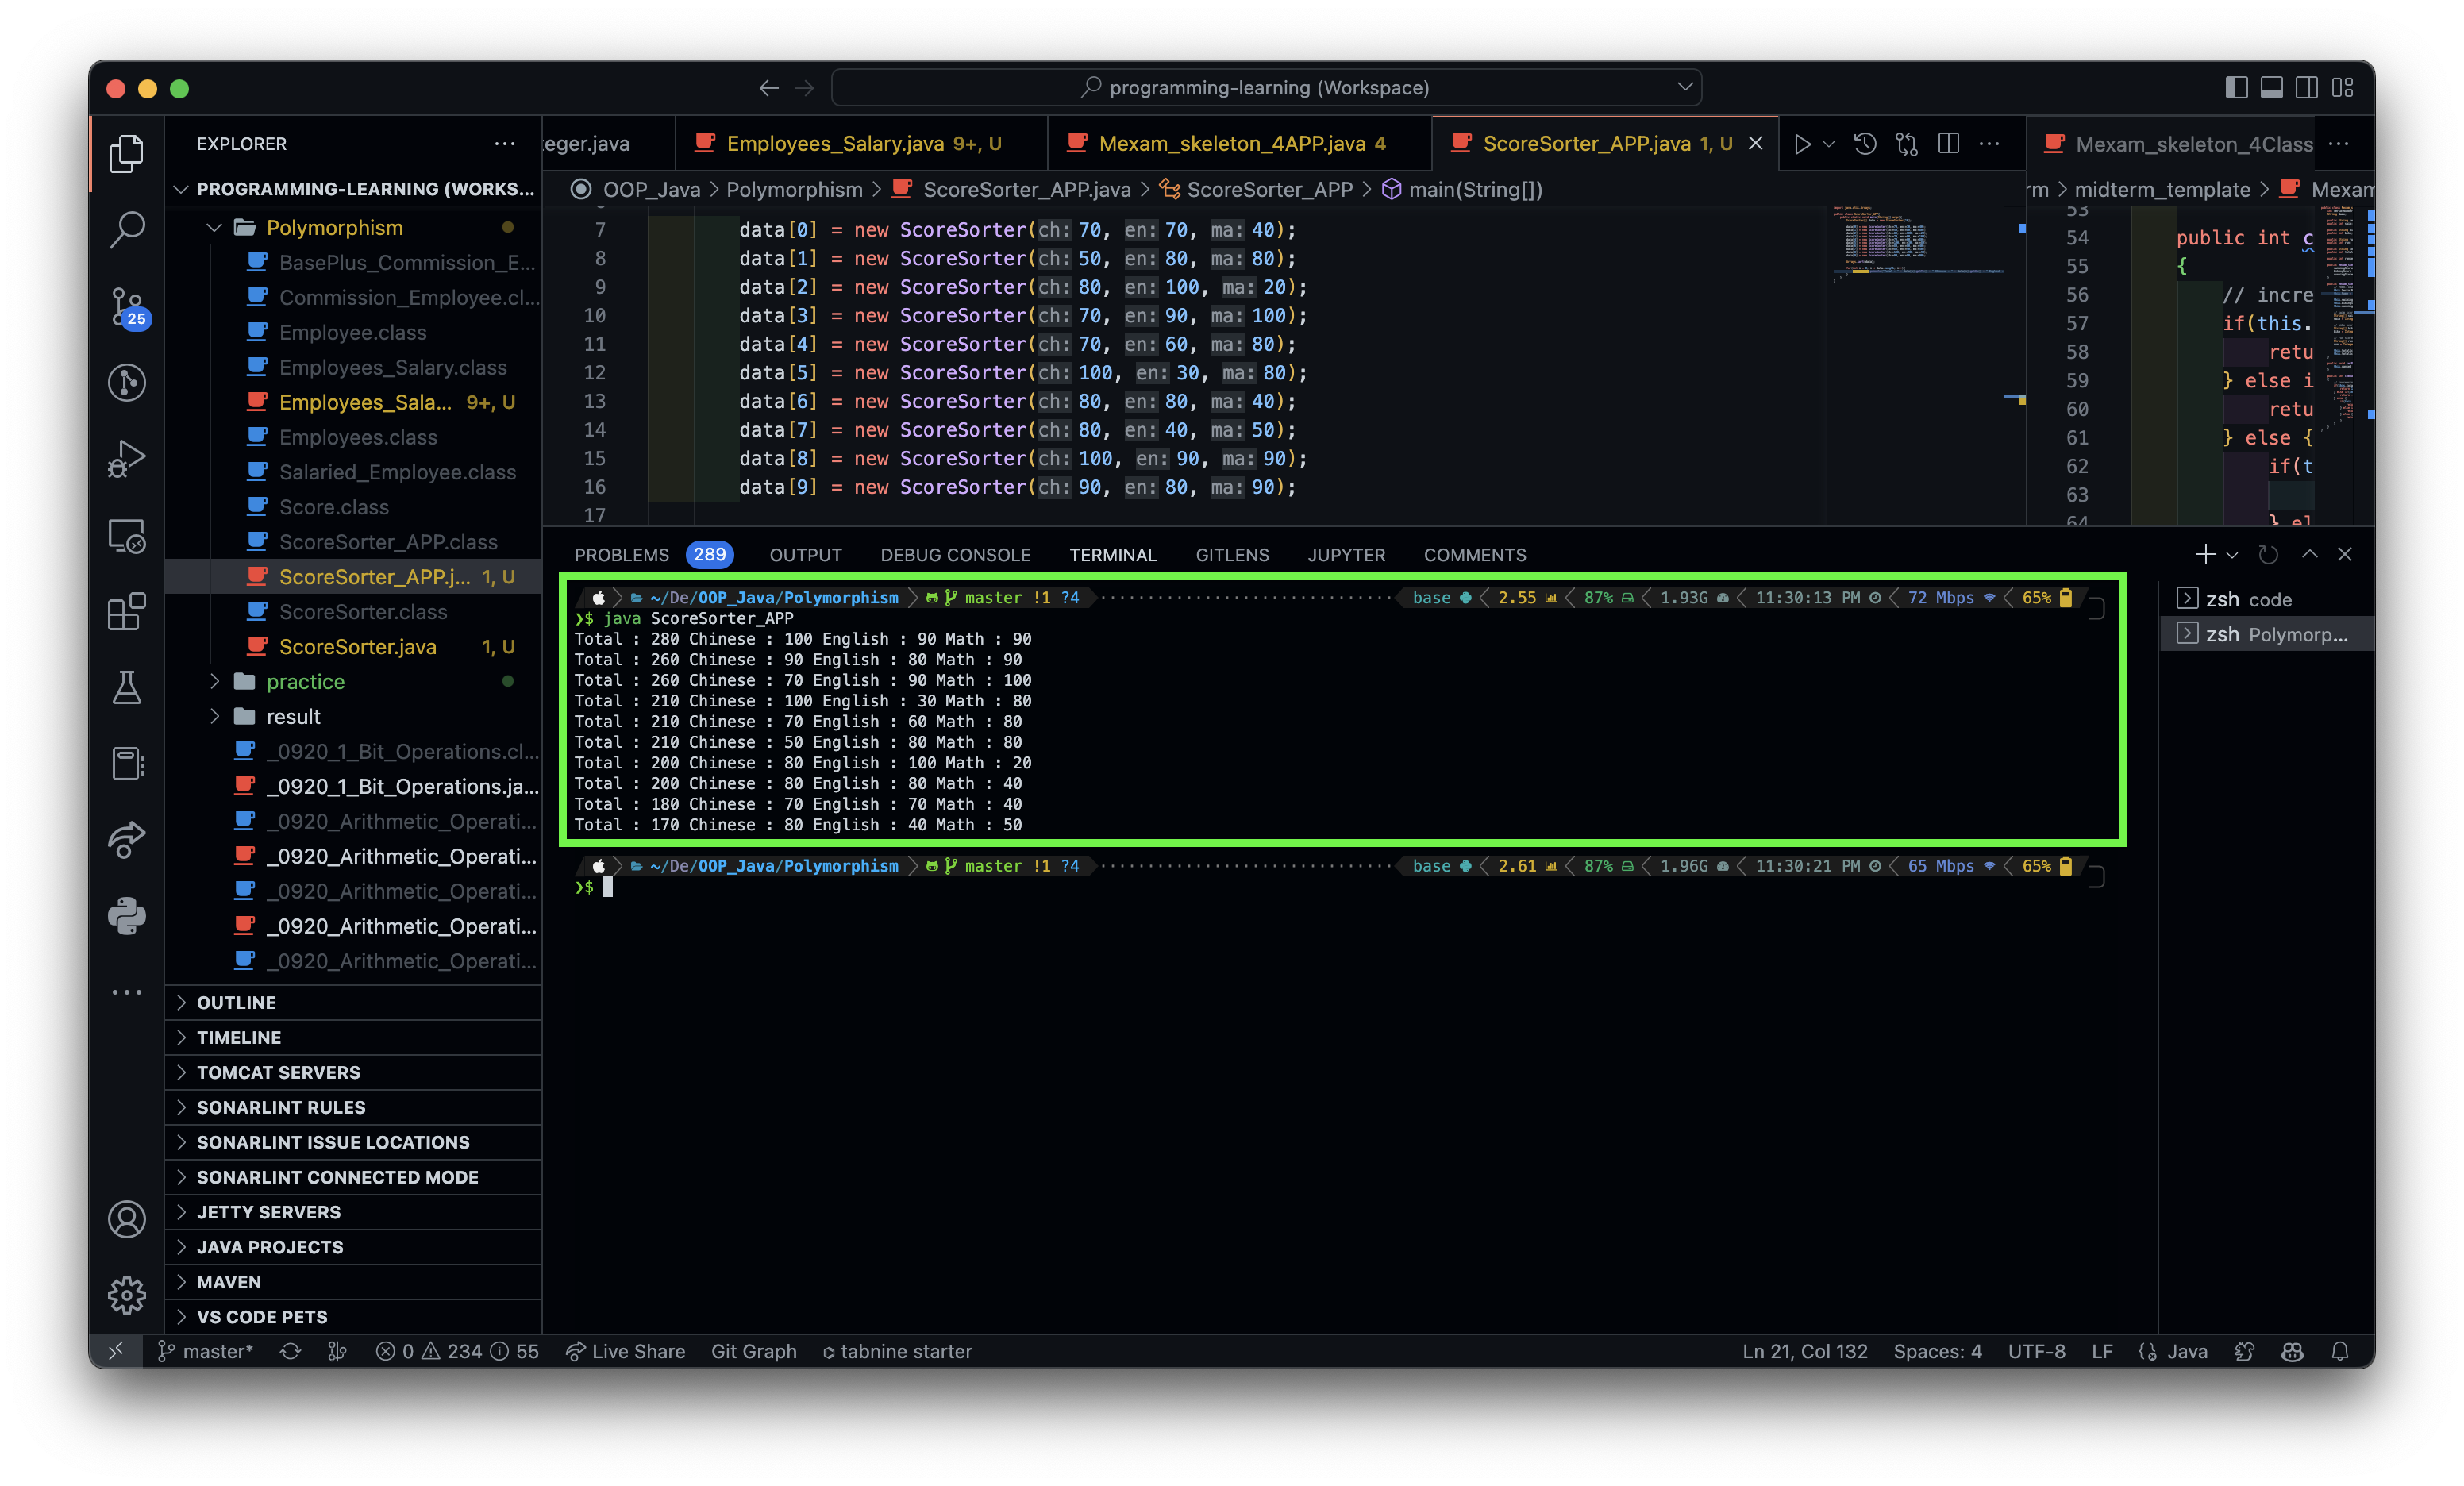 programming-learning (Workspace)
EXPLORER
PROGRAMMING-LEARNING (WORKS...
Polymorphism
BasePlus_Commission_E...
Commission_Employee.cl...
Employee.class
Employees_Salary.class
Employees_Sala... 9+, U
Employees.class
Salaried_Employee.class
Score.class
ScoreSorter_APP.class
ScoreSorter_APP.j... 1, U
ScoreSorter.class
ScoreSorter.java 1, U
practice
result
_0920_1_Bit_Operations.cl...
_0920_1_Bit_Operations.ja...
_0920_Arithmetic_Operati...
_0920_Arithmetic_Operati...
_0920_Arithmetic_Operati...
_0920_Arithmetic_Operati...
_0920_Arithmetic_Operati...
OUTLINE
TIMELINE
TOMCAT SERVERS
SONARLINT RULES
SONARLINT ISSUE LOCATIONS
SONARLINT CONNECTED MODE
JETTY SERVERS
JAVA PROJECTS
MAVEN
VS CODE PETS
25
teger.java
Employees_Salary.java 9+, U
Mexam_skeleton_4APP.java 4
ScoreSorter_APP.java 1, U
OOP_Java > Polymorphism > ScoreSorter_APP.java > ScoreSorter_APP > main(String[])
7 data[0] = new ScoreSorter(ch: 70, en: 70, ma: 40);
8 data[1] = new ScoreSorter(ch: 50, en: 80, ma: 80);
9 data[2] = new ScoreSorter(ch: 80, en: 100, ma: 20);
10 data[3] = new ScoreSorter(ch: 70, en: 90, ma: 100);
11 data[4] = new ScoreSorter(ch: 70, en: 60, ma: 80);
12 data[5] = new ScoreSorter(ch: 100, en: 30, ma: 80);
13 data[6] = new ScoreSorter(ch: 80, en: 80, ma: 40);
14 data[7] = new ScoreSorter(ch: 80, en: 40, ma: 50);
15 data[8] = new ScoreSorter(ch: 100, en: 90, ma: 90);
16 data[9] = new ScoreSorter(ch: 90, en: 80, ma: 90);
17
Mexam_skeleton_4Class
rm > midterm_template > Mexam
53
54 public int c
55 {
56 // incre
57 if(this.
58 retu
59 } else i
60 retu
61 } else {
62 if(t
63
64 } el
PROBLEMS 289 OUTPUT DEBUG CONSOLE TERMINAL GITLENS JUPYTER COMMENTS
~/De/OOP_Java/Polymorphism master !1 ?4 base 2.55 87% 1.93G 11:30:13 PM 72 Mbps 65%
❯$ java ScoreSorter_APP
Total : 280 Chinese : 100 English : 90 Math : 90
Total : 260 Chinese : 90 English : 80 Math : 90
Total : 260 Chinese : 70 English : 90 Math : 100
Total : 210 Chinese : 100 English : 30 Math : 80
Total : 210 Chinese : 70 English : 60 Math : 80
Total : 210 Chinese : 50 English : 80 Math : 80
Total : 200 Chinese : 80 English : 100 Math : 20
Total : 200 Chinese : 80 English : 80 Math : 40
Total : 180 Chinese : 70 English : 70 Math : 40
Total : 170 Chinese : 80 English : 40 Math : 50
~/De/OOP_Java/Polymorphism master !1 ?4 base 2.61 87% 1.96G 11:30:21 PM 65 Mbps 65%
❯$
zsh code
zsh Polymorp...
master* 0 234 55 Live Share Git Graph tabnine starter
Ln 21, Col 132 Spaces: 4 UTF-8 LF Java